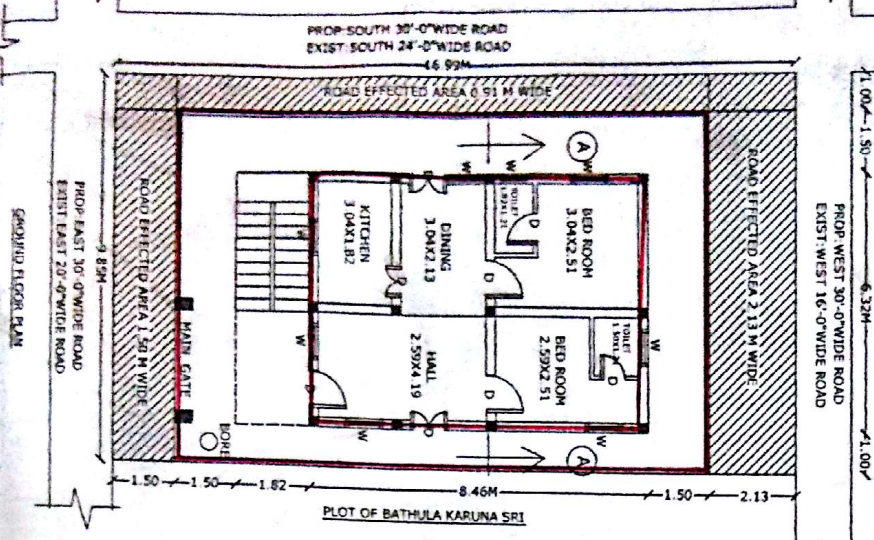 PROP:SOUTH 30'-0"WIDE ROAD
EXIST:SOUTH 24'-0"WIDE ROAD
16.99M
ROAD EFFECTED AREA 0.91 M WIDE
A
W
W
W
D
KITCHEN
3.04X1.82
DINING
3.04X2.13
TOILET
D
BED ROOM
3.04X2.51
W
D
D
HALL
2.59X4.19
BED ROOM
2.59X2.51
TOILET
D
W
W
D
D
D
W
W
A
MAIN GATE
BORE
ROAD EFFECTED AREA 1.50 M WIDE
9.85M
PROP:EAST 30'-0"WIDE ROAD
EXIST:EAST 20'-0"WIDE ROAD
GROUND FLOOR PLAN
ROAD EFFECTED AREA 2.13 M WIDE
PROP:WEST 30'-0"WIDE ROAD
EXIST:WEST 16'-0"WIDE ROAD
1.00
1.50
6.32M
1.00
1.50
1.50
1.82
8.46M
1.50
2.13
PLOT OF BATHULA KARUNA SRI